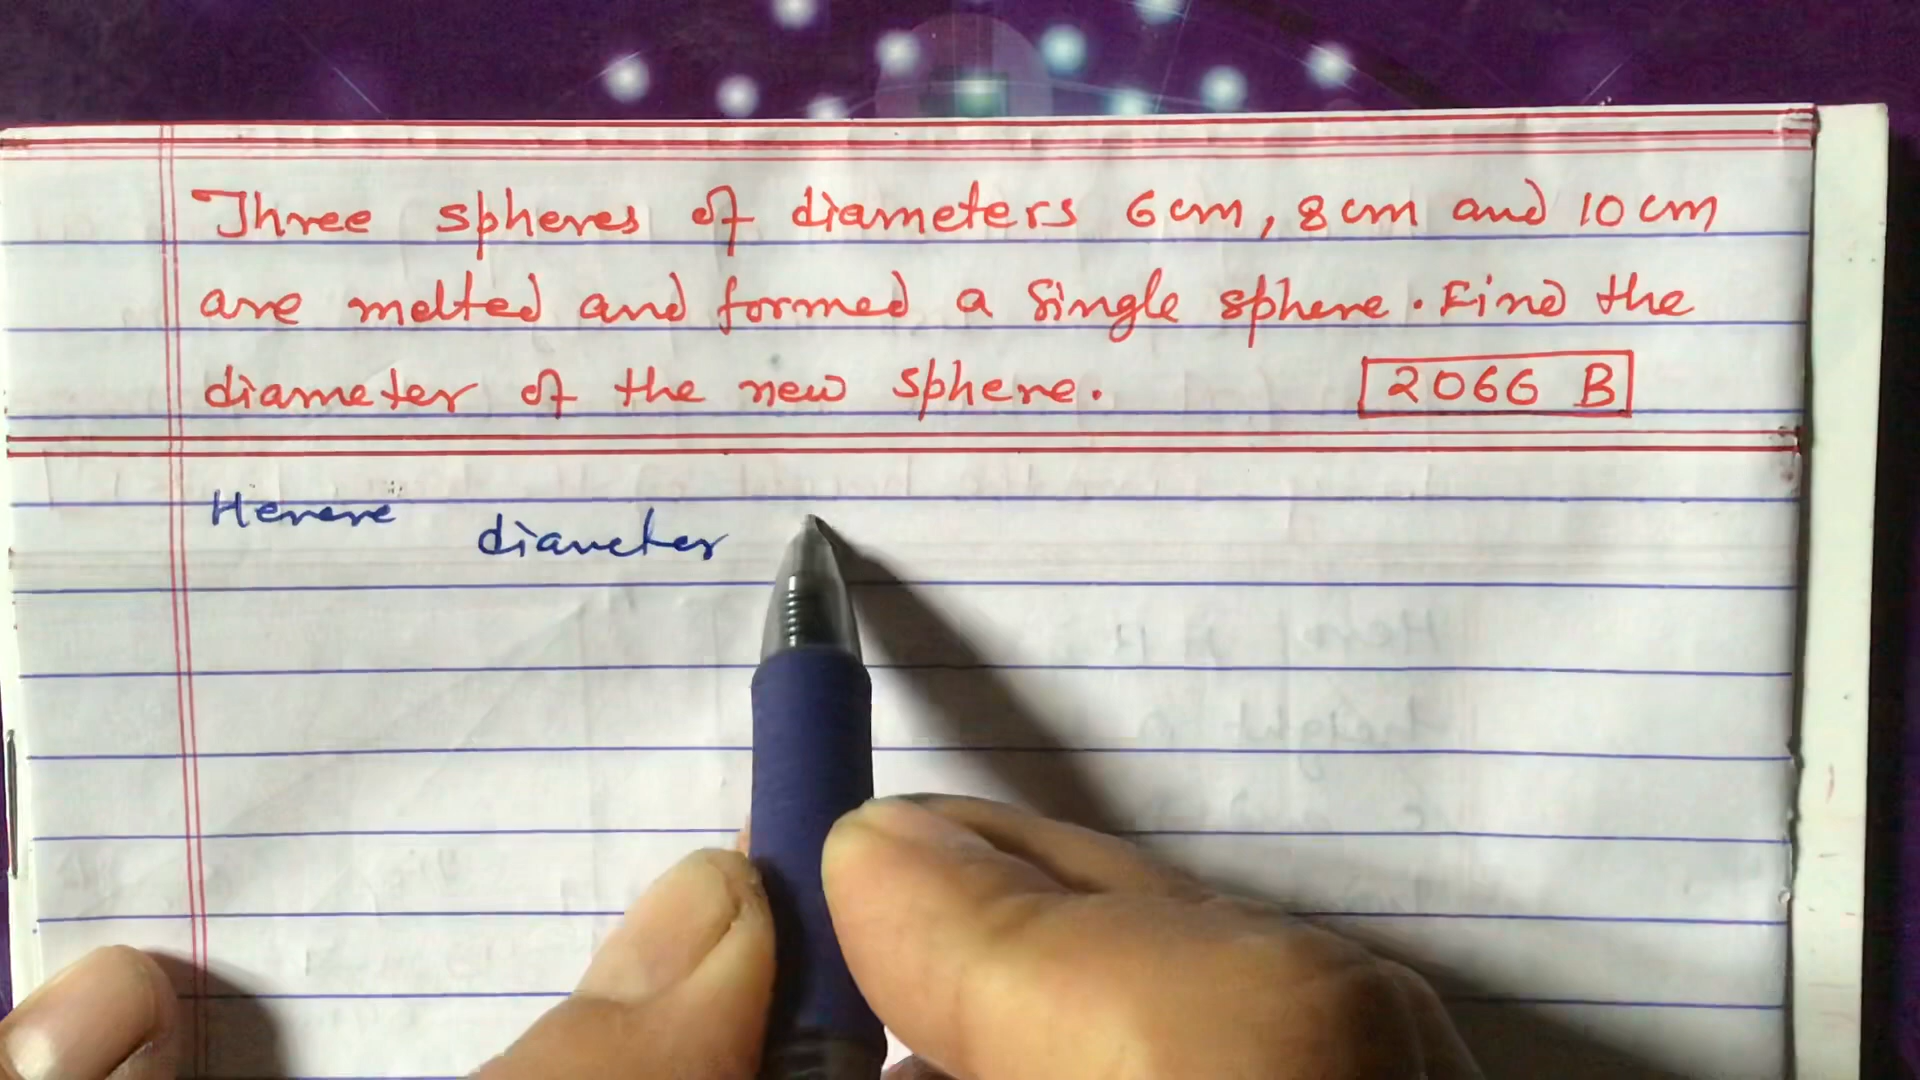 Three spheres of diameters 6cm, 8cm and 10cm
are melted and formed a single sphere. Find the
diameter of the new sphere. 2066 B
diameter